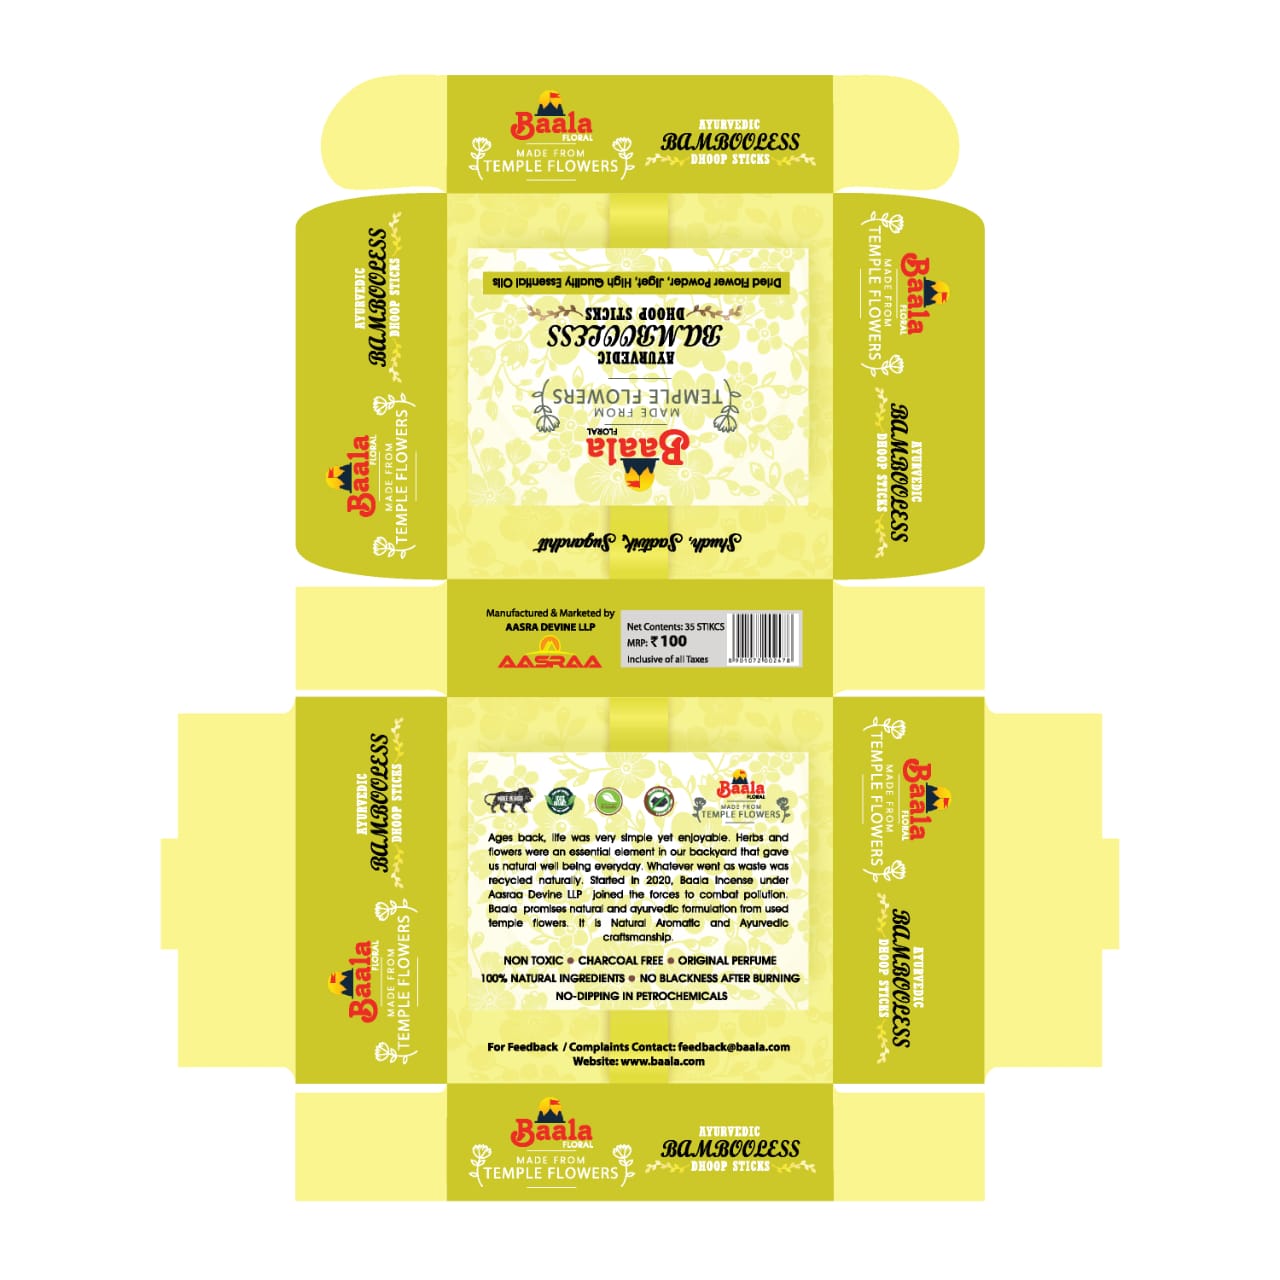 Baala
FLORAL
MADE FROM
TEMPLE FLOWERS
AYURVEDIC
BAMBOOLESS
DHOOP STICKS
AYURVEDIC
BAMBOOLESS
DHOOP STICKS
Baala
FLORAL
MADE FROM
TEMPLE FLOWERS
Baala
FLORAL
MADE FROM
TEMPLE FLOWERS
AYURVEDIC
BAMBOOLESS
DHOOP STICKS
Dried Flower Powder, Jiget, High Quality Essential Oils
Shudh, Saatvik, Sugandhit
Baala
FLORAL
MADE FROM
TEMPLE FLOWERS
AYURVEDIC
BAMBOOLESS
DHOOP STICKS
Manufactured & Marketed by
AASRA DEVINE LLP
AASRAA
Net Contents: 35 STIKCS
MRP: ₹ 100
Inclusive of all Taxes
8 901072 002478
AYURVEDIC
BAMBOOLESS
DHOOP STICKS
Baala
FLORAL
MADE FROM
TEMPLE FLOWERS
MAKE IN INDIA
Baala
FLORAL
MADE FROM
TEMPLE FLOWERS
Ages back, life was very simple yet enjoyable. Herbs and
flowers were an essential element in our backyard that gave
us natural well being everyday. Whatever went as waste was
recycled naturally. Started in 2020, Baala Incense under
Aasraa Devine LLP joined the forces to combat pollution.
Baala promises natural and ayurvedic formulation from used
temple flowers. It is Natural Aromatic and Ayurvedic
craftsmanship.
NON TOXIC ● CHARCOAL FREE ● ORIGINAL PERFUME
100% NATURAL INGREDIENTS ● NO BLACKNESS AFTER BURNING
NO-DIPPING IN PETROCHEMICALS
For Feedback / Complaints Contact: feedback@baala.com
Website: www.baala.com
Baala
FLORAL
MADE FROM
TEMPLE FLOWERS
AYURVEDIC
BAMBOOLESS
DHOOP STICKS
Baala
FLORAL
MADE FROM
TEMPLE FLOWERS
AYURVEDIC
BAMBOOLESS
DHOOP STICKS